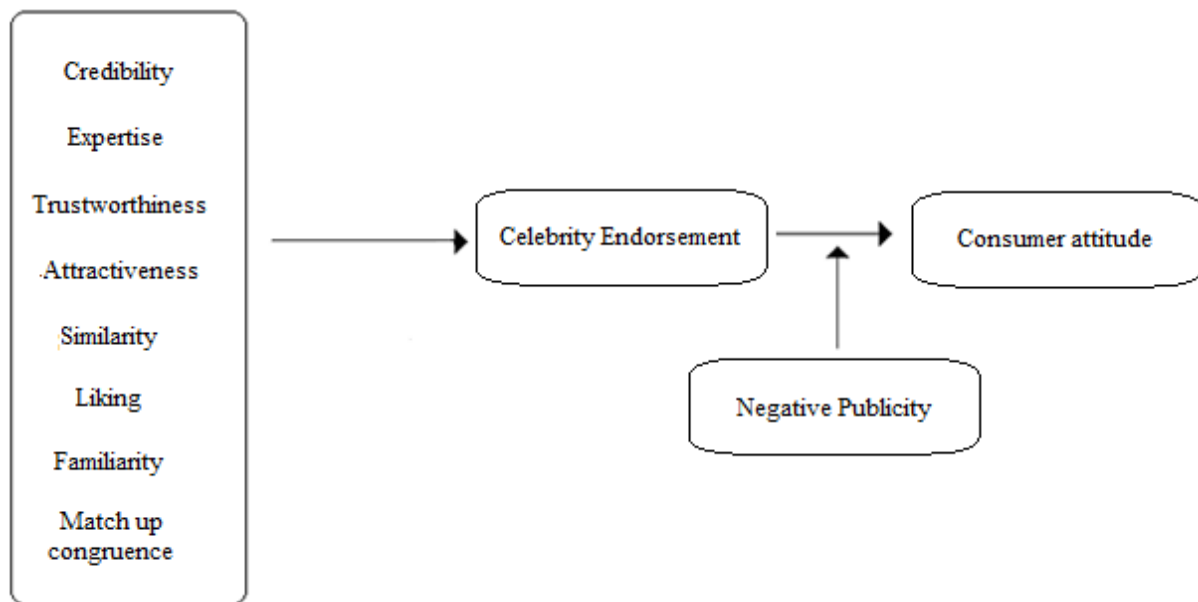 Credibility
Expertise
Trustworthiness
Attractiveness
Similarity
Liking
Familiarity
Match up
congruence
Celebrity Endorsement
Consumer attitude
Negative Publicity